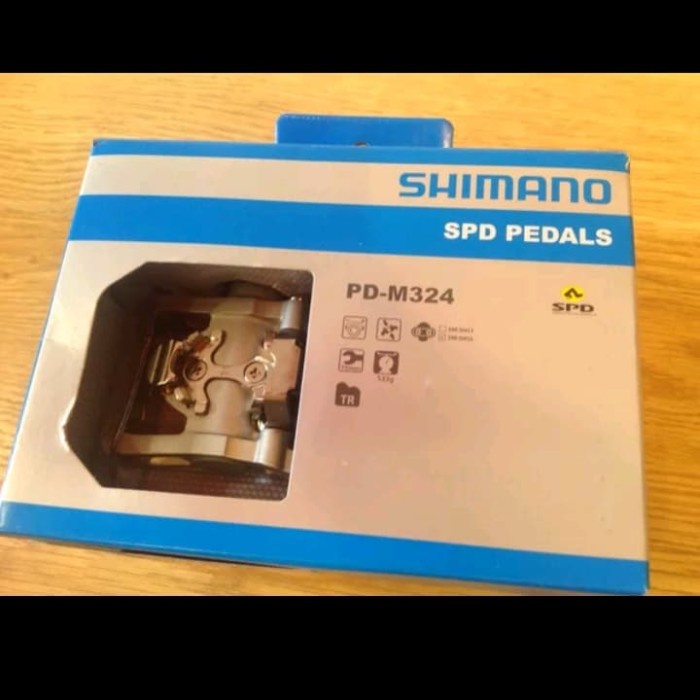 SHIMANO
SPD PEDALS
PD-M324
SPD
TR